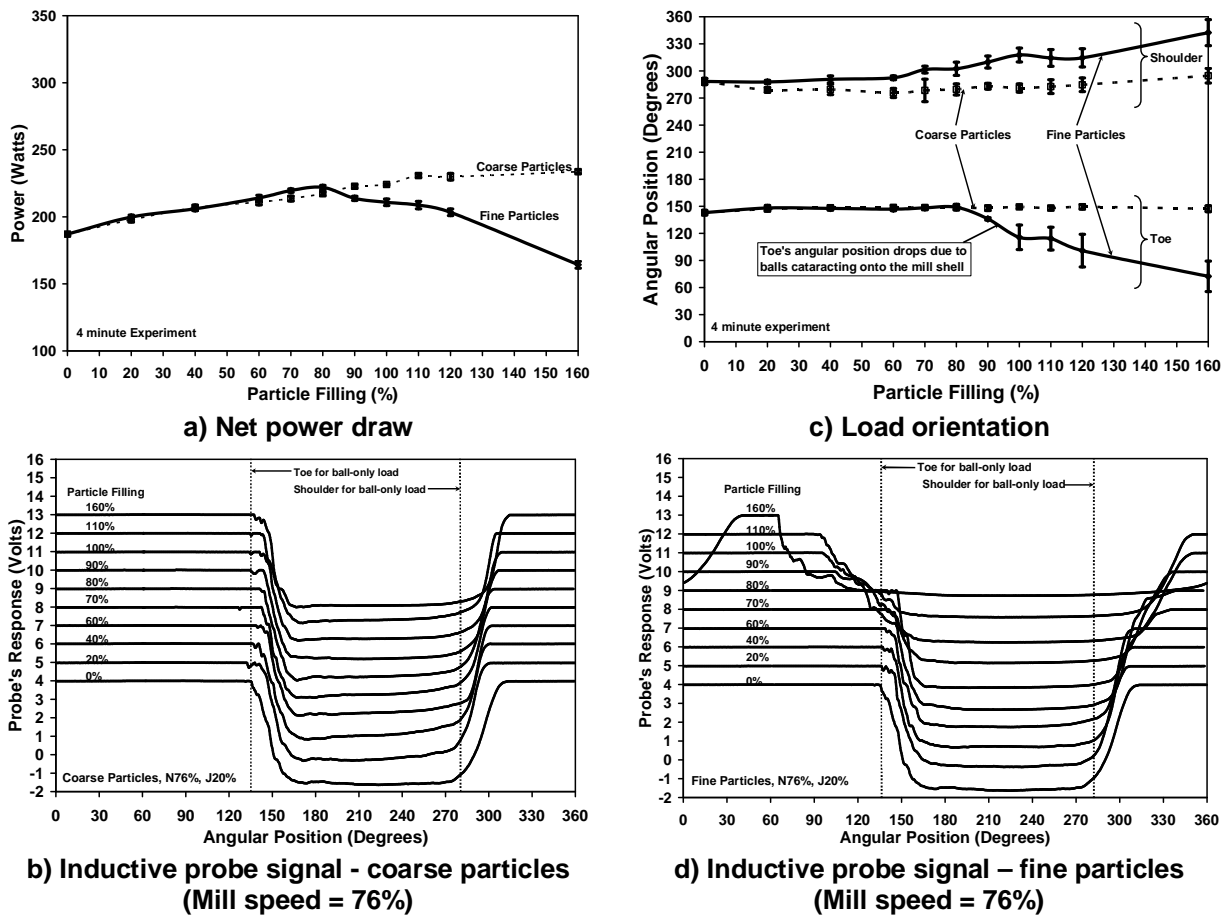 350
300
250
200
150
100
Power (Watts)
Coarse Particles
Fine Particles
4 minute Experiment
0 10 20 30 40 50 60 70 80 90 100 110 120 130 140 150 160
Particle Filling (%)
a) Net power draw
360
330
300
270
240
210
180
150
120
90
60
30
0
Angular Position (Degrees)
Shoulder
Coarse Particles
Fine Particles
Toe
Toe's angular position drops due to
balls cataracting onto the mill shell
4 minute experiment
0 10 20 30 40 50 60 70 80 90 100 110 120 130 140 150 160
Particle Filling (%)
c) Load orientation
16
15
14
13
12
11
10
9
8
7
6
5
4
3
2
1
0
-1
-2
Probe's Response (Volts)
Toe for ball-only load
Shoulder for ball-only load
Particle Filling
160%
110%
100%
90%
80%
70%
60%
40%
20%
0%
Coarse Particles, N76%, J20%
0 30 60 90 120 150 180 210 240 270 300 330 360
Angular Position (Degrees)
b) Inductive probe signal - coarse particles
(Mill speed = 76%)
16
15
14
13
12
11
10
9
8
7
6
5
4
3
2
1
0
-1
-2
Probe's Response (Volts)
Toe for ball-only load
Shoulder for ball-only load
Particle Filling
160%
110%
100%
90%
80%
70%
60%
40%
20%
0%
Fine Particles, N76%, J20%
0 30 60 90 120 150 180 210 240 270 300 330 360
Angular Position (Degrees)
d) Inductive probe signal – fine particles
(Mill speed = 76%)